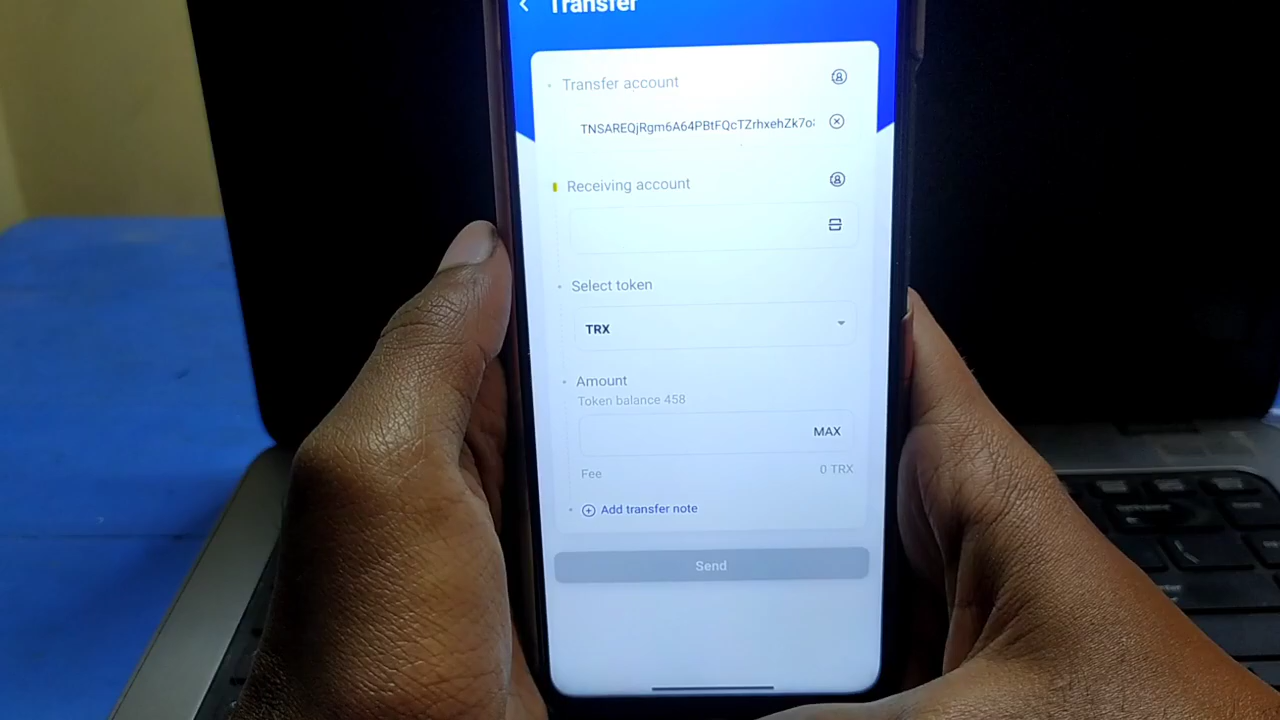 Transfer
Transfer account
TNSAREQjRgm6A64PBtFQcTZrhxehZk7o
Receiving account
Select token
TRX
Amount
Token balance 458
MAX
Fee 0 TRX
Add transfer note
Send